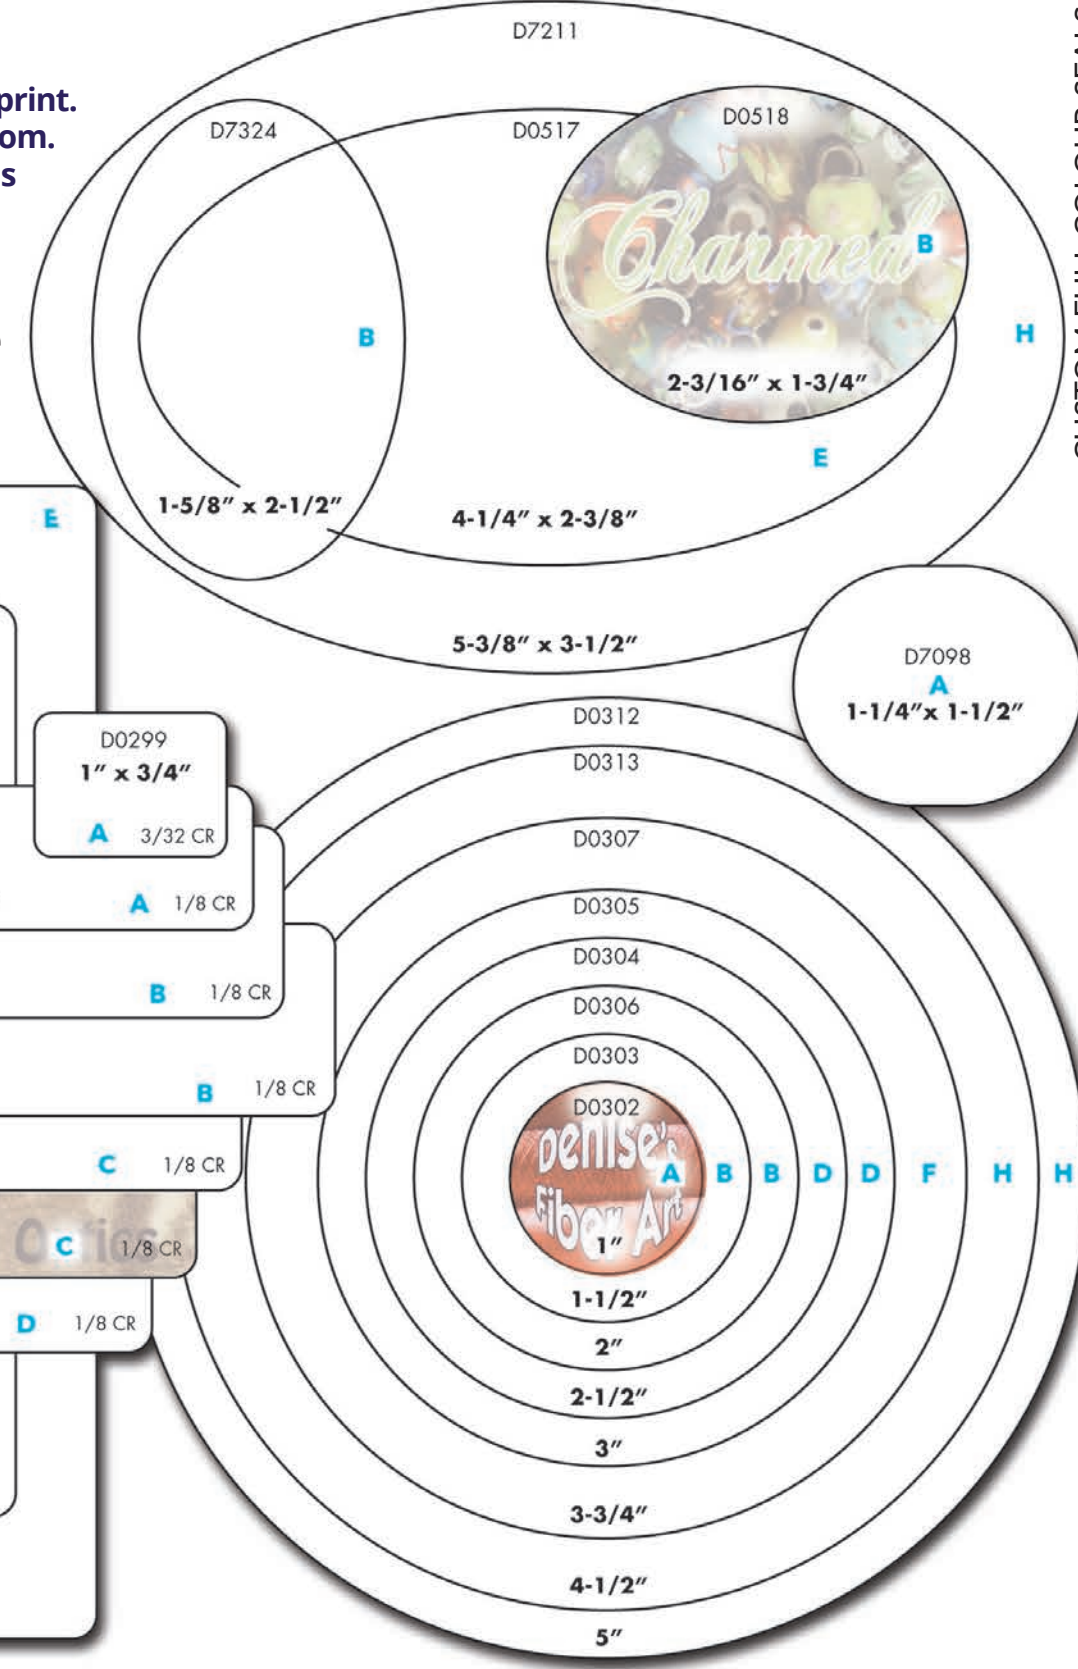 print.
om.
s
D7211
D7324
D0517
D0518
Charmed
B
B
H
2-3/16” x 1-3/4”
E
1-5/8” x 2-1/2”
4-1/4” x 2-3/8”
5-3/8” x 3-1/2”
E
D7098
A
1-1/4”x 1-1/2”
D0299
1” x 3/4”
A 3/32 CR
A 1/8 CR
B 1/8 CR
B 1/8 CR
C 1/8 CR
C 1/8 CR
D 1/8 CR
D0312
D0313
D0307
D0305
D0304
D0306
D0303
D0302
Denise's
Fiber Art
A B B D D F H H
1”
1-1/2”
2”
2-1/2”
3”
3-3/4”
4-1/2”
5”